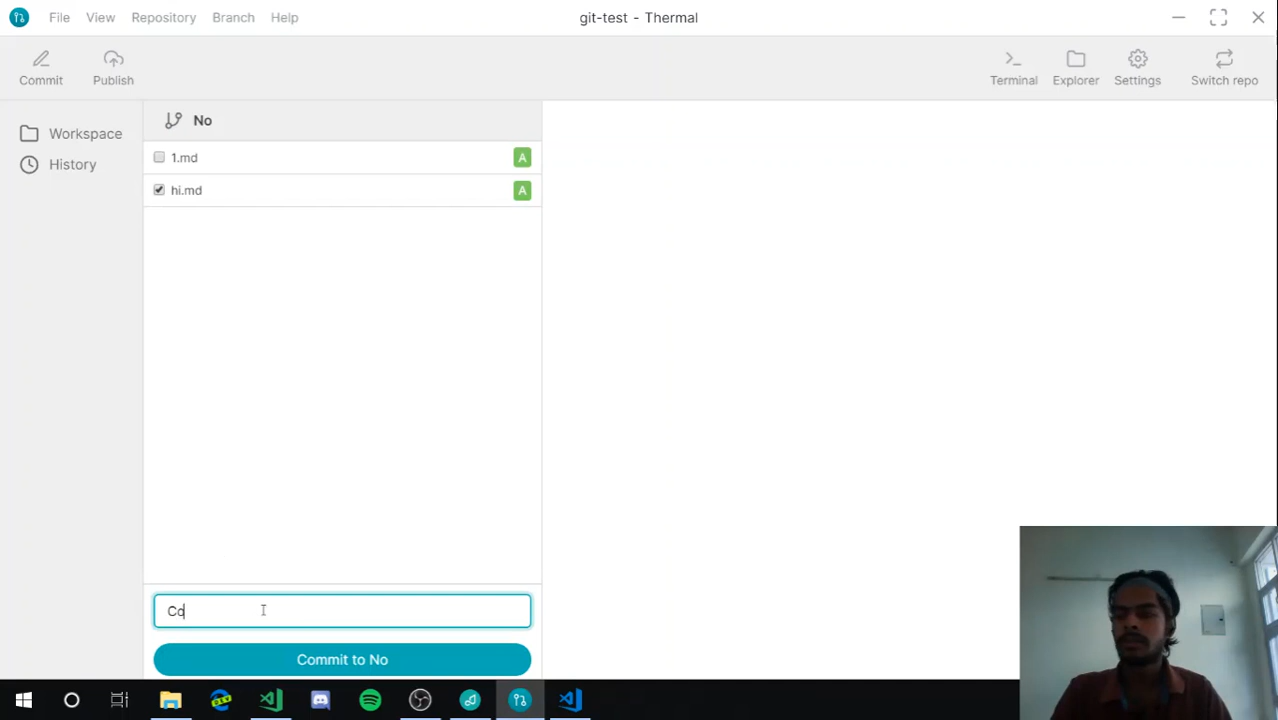 File View Repository Branch Help
git-test - Thermal
Commit
Publish
Terminal
Explorer
Settings
Switch repo
Workspace
History
No
1.md A
hi.md A
Co
Commit to No
DEV